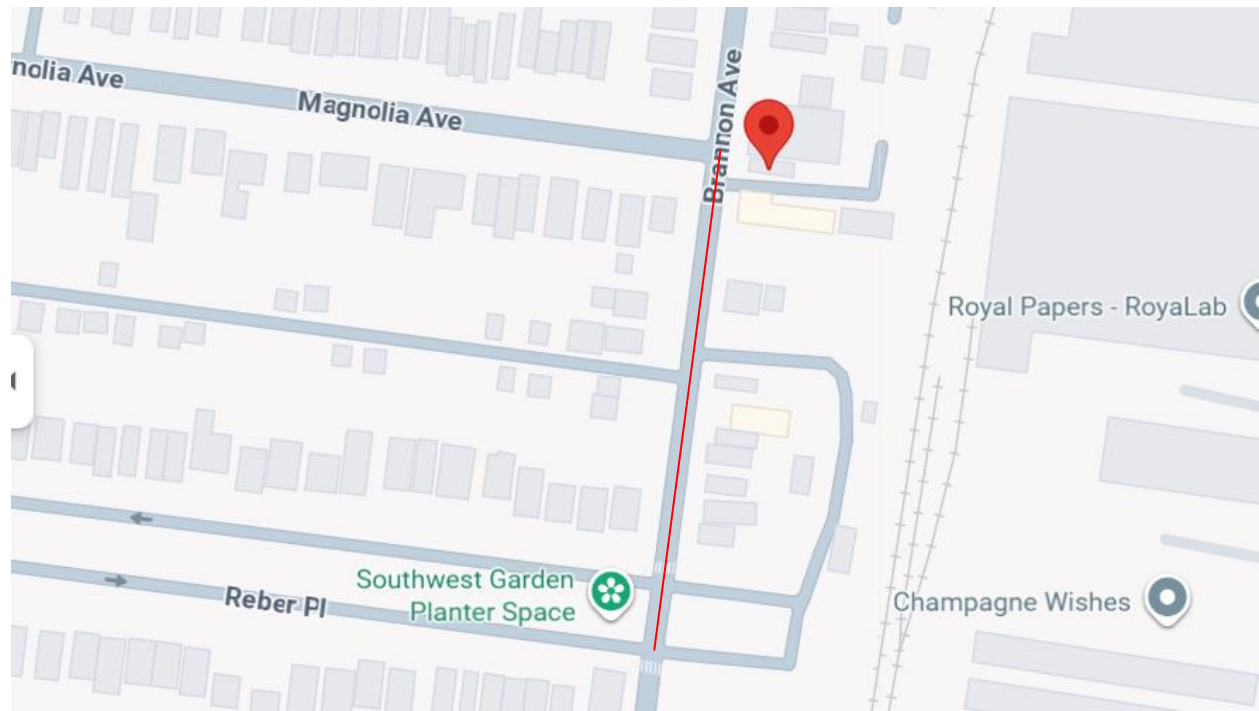 nolia Ave
Magnolia Ave
Brannon Ave
Royal Papers - RoyaLab
Southwest Garden
Planter Space
Reber Pl
Champagne Wishes